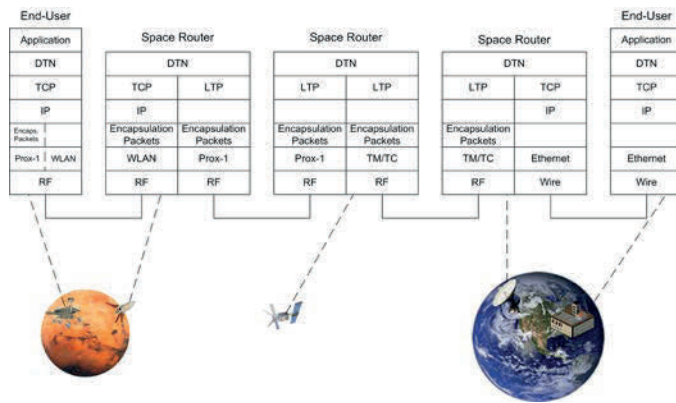 End-User
Application
DTN
TCP
IP
Encaps.
Packets
Prox-1
WLAN
RF
Space Router
DTN
TCP
LTP
IP
Encapsulation
Packets
Encapsulation
Packets
WLAN
Prox-1
RF
RF
Space Router
DTN
LTP
LTP
Encapsulation
Packets
Encapsulation
Packets
Prox-1
TM/TC
RF
RF
Space Router
DTN
LTP
TCP
IP
Encapsulation
Packets
TM/TC
Ethernet
RF
Wire
End-User
Application
DTN
TCP
IP
Ethernet
Wire